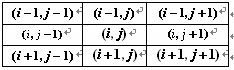 (i−1, j−1) (i−1, j) (i−1, j+1)
(i, j−1) (i, j) (i, j+1)
(i+1, j−1) (i+1, j) (i+1, j+1)